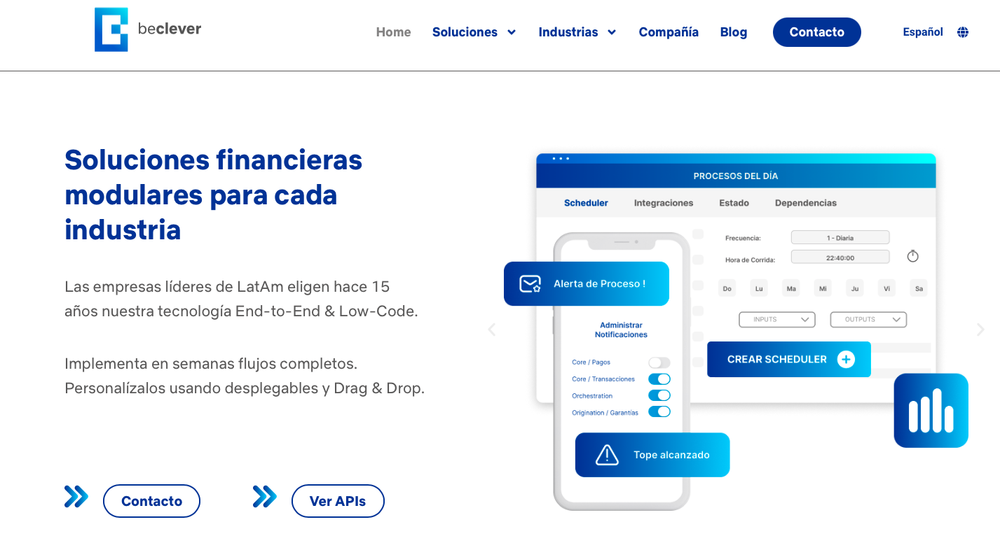 beclever
Home Soluciones Industrias Compañía Blog Contacto Español
Soluciones financieras
modulares para cada
industria
Las empresas líderes de LatAm eligen hace 15
años nuestra tecnología End-to-End & Low-Code.
Implementa en semanas flujos completos.
Personalízalos usando desplegables y Drag & Drop.
Contacto
Ver APIs
PROCESOS DEL DÍA
Scheduler Integraciones Estado Dependencias
Frecuencia: 1 - Diaria
Hora de Corrida: 22:40:00
Do Lu Ma Mi Ju Vi Sa
INPUTS OUTPUTS
CREAR SCHEDULER
Alerta de Proceso !
Administrar
Notificaciones
Core / Pagos
Core / Transacciones
Orchestration
Origination / Garantías
Tope alcanzado